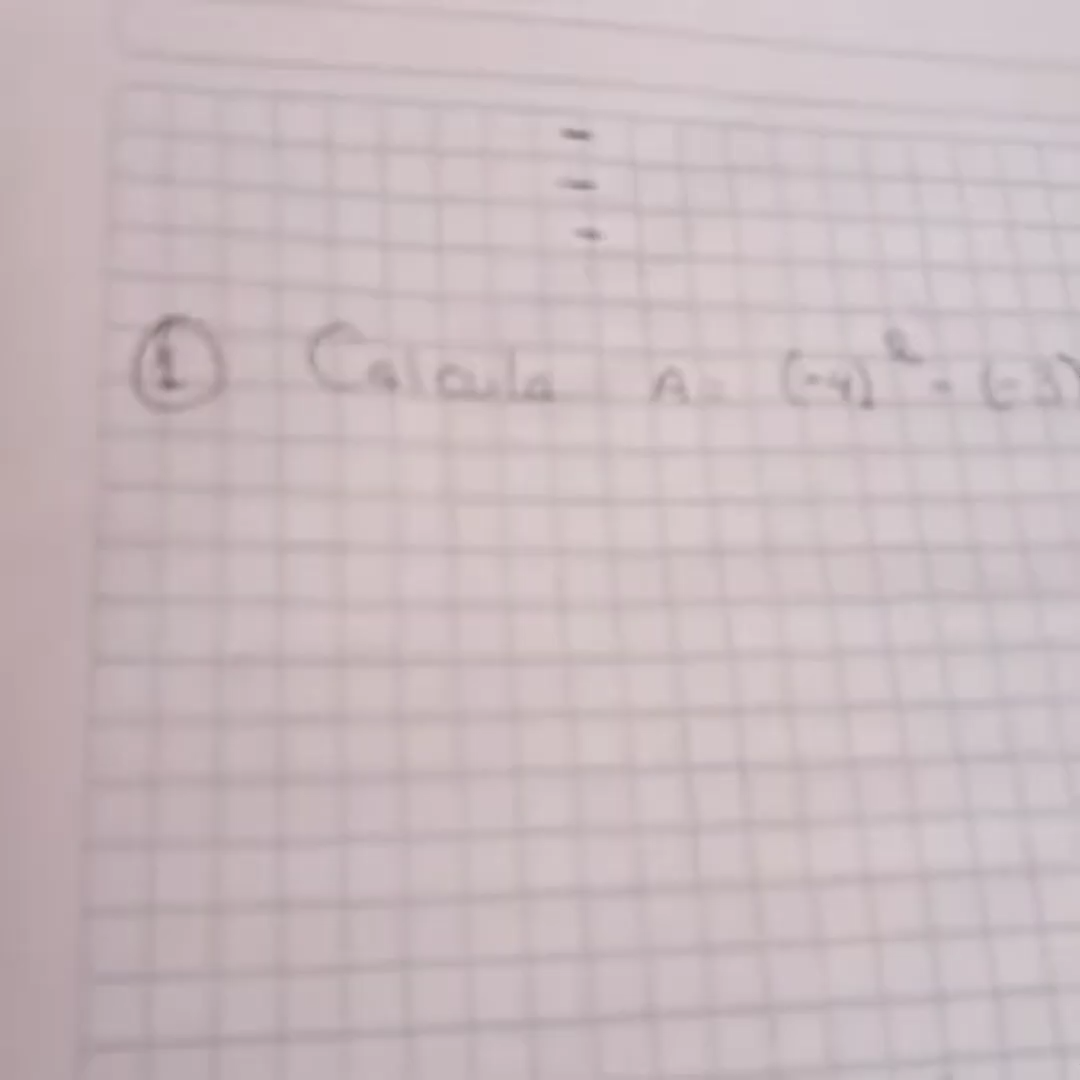 -
-
-
① Calcula A= (-4)² - (-3)